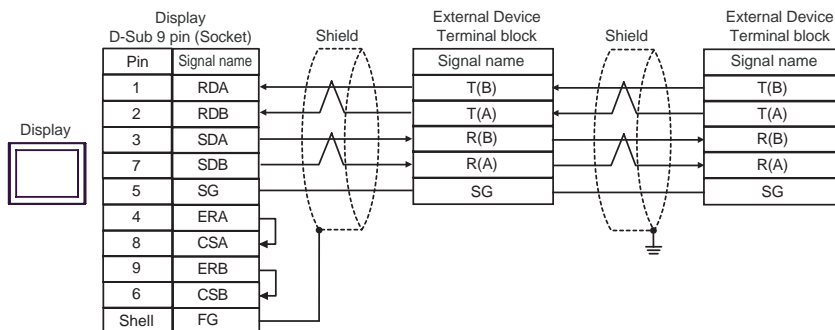 Display
D-Sub 9 pin (Socket)
Shield
External Device
Terminal block
Shield
External Device
Terminal block
Pin Signal name
Signal name
Signal name
1 RDA T(B) T(B)
2 RDB T(A) T(A)
Display
3 SDA R(B) R(B)
7 SDB R(A) R(A)
5 SG SG SG
4 ERA
8 CSA
9 ERB
6 CSB
Shell FG